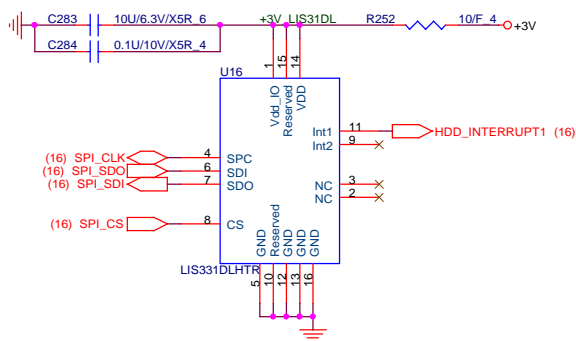 C283 10U/6.3V/X5R_6 +3V_LIS31DL R252 10/F_4 +3V
C284 0.1U/10V/X5R_4
U16
1 15 14
Vdd_IO Reserved VDD
Int1 11 HDD_INTERRUPT1 (16)
Int2 9
(16) SPI_CLK 4 SPC
(16) SPI_SDO 6 SDI
(16) SPI_SDI 7 SDO
NC 3
NC 2
(16) SPI_CS 8 CS
GND Reserved GND GND GND
LIS331DLHTR
5 10 12 13 16